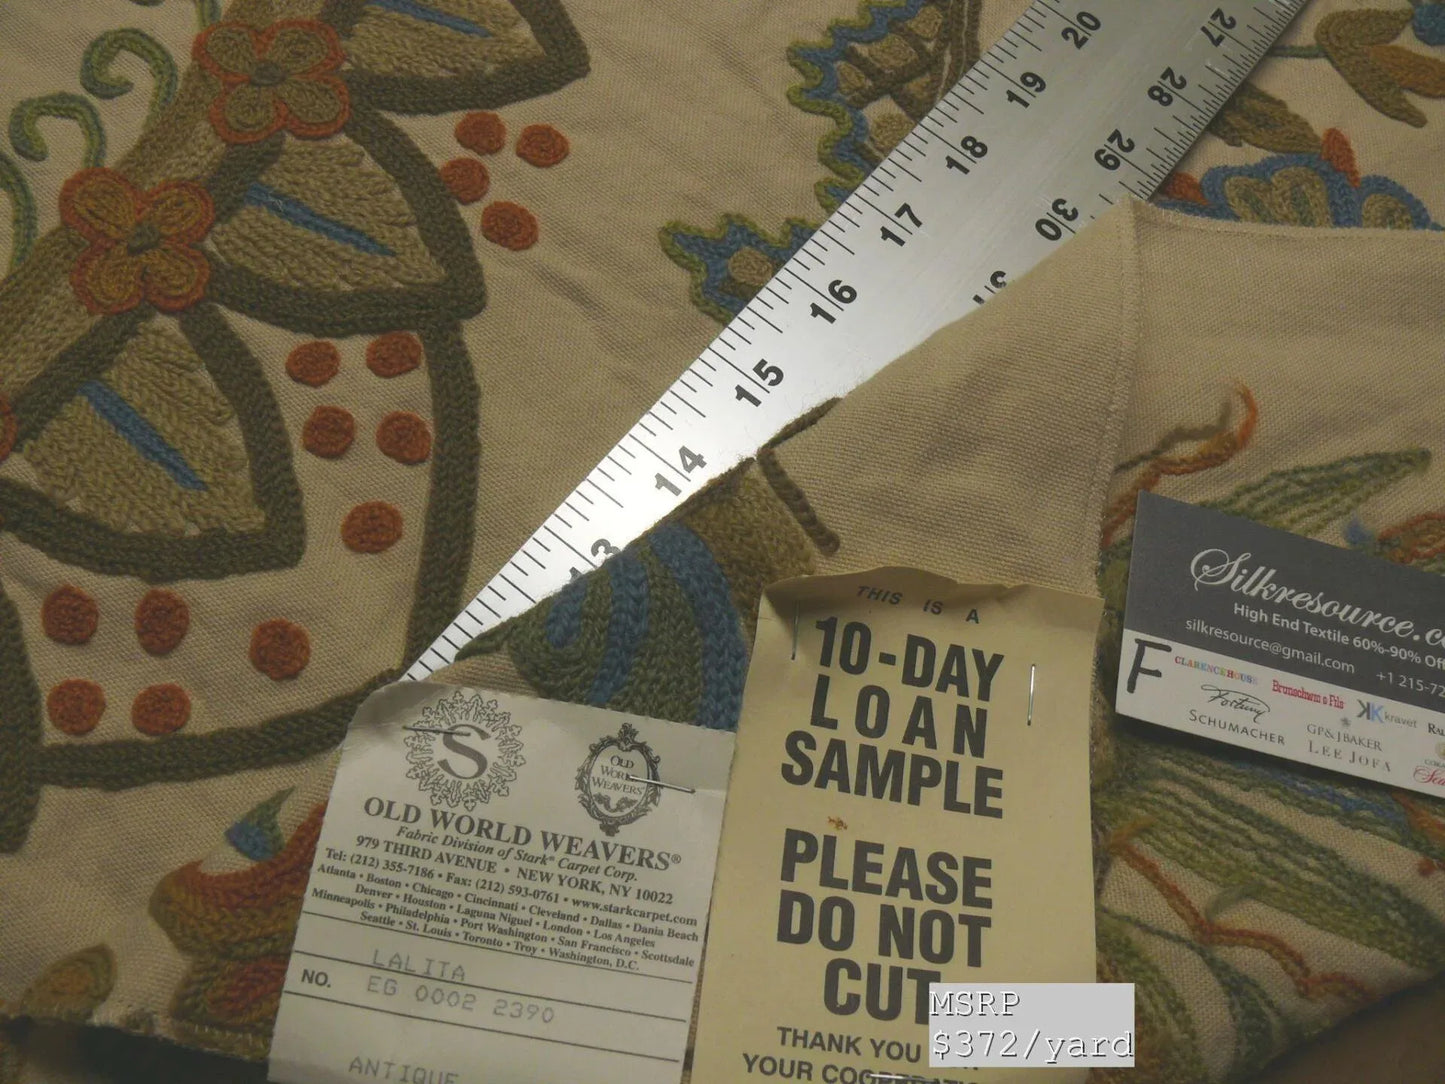 20
19
18
17
16
15
14
27
28
29
30
31
THIS IS A
10-DAY
LOAN
SAMPLE
PLEASE
DO NOT
CUT
THANK YOU
YOUR
MSRP
$372/yard
S
OLD
WORLD
WEAVERS
OLD WORLD WEAVERS®
Fabric Division of Stark® Carpet Corp.
979 THIRD AVENUE • NEW YORK, NY 10022
Tel: (212) 355-7186 • Fax: (212) 593-0761 • www.starkcarpet.com
Atlanta • Boston • Chicago • Cincinnati • Cleveland • Dallas • Dania Beach
Denver • Houston • Laguna Niguel • London • Los Angeles
Minneapolis • Philadelphia • Port Washington • San Francisco • Scottsdale
Seattle • St. Louis • Toronto • Troy • Washington, D.C.
LALITA
NO. EG 0002 2390
ANTIQUE
Silkresource.c
High End Textile 60%-90% Off
silkresource@gmail.com +1 215-72
F
CLARENCE HOUSE
Brunschwig & Fils
kravet
Fortuny
SCHUMACHER
GP&J BAKER
LEE JOFA